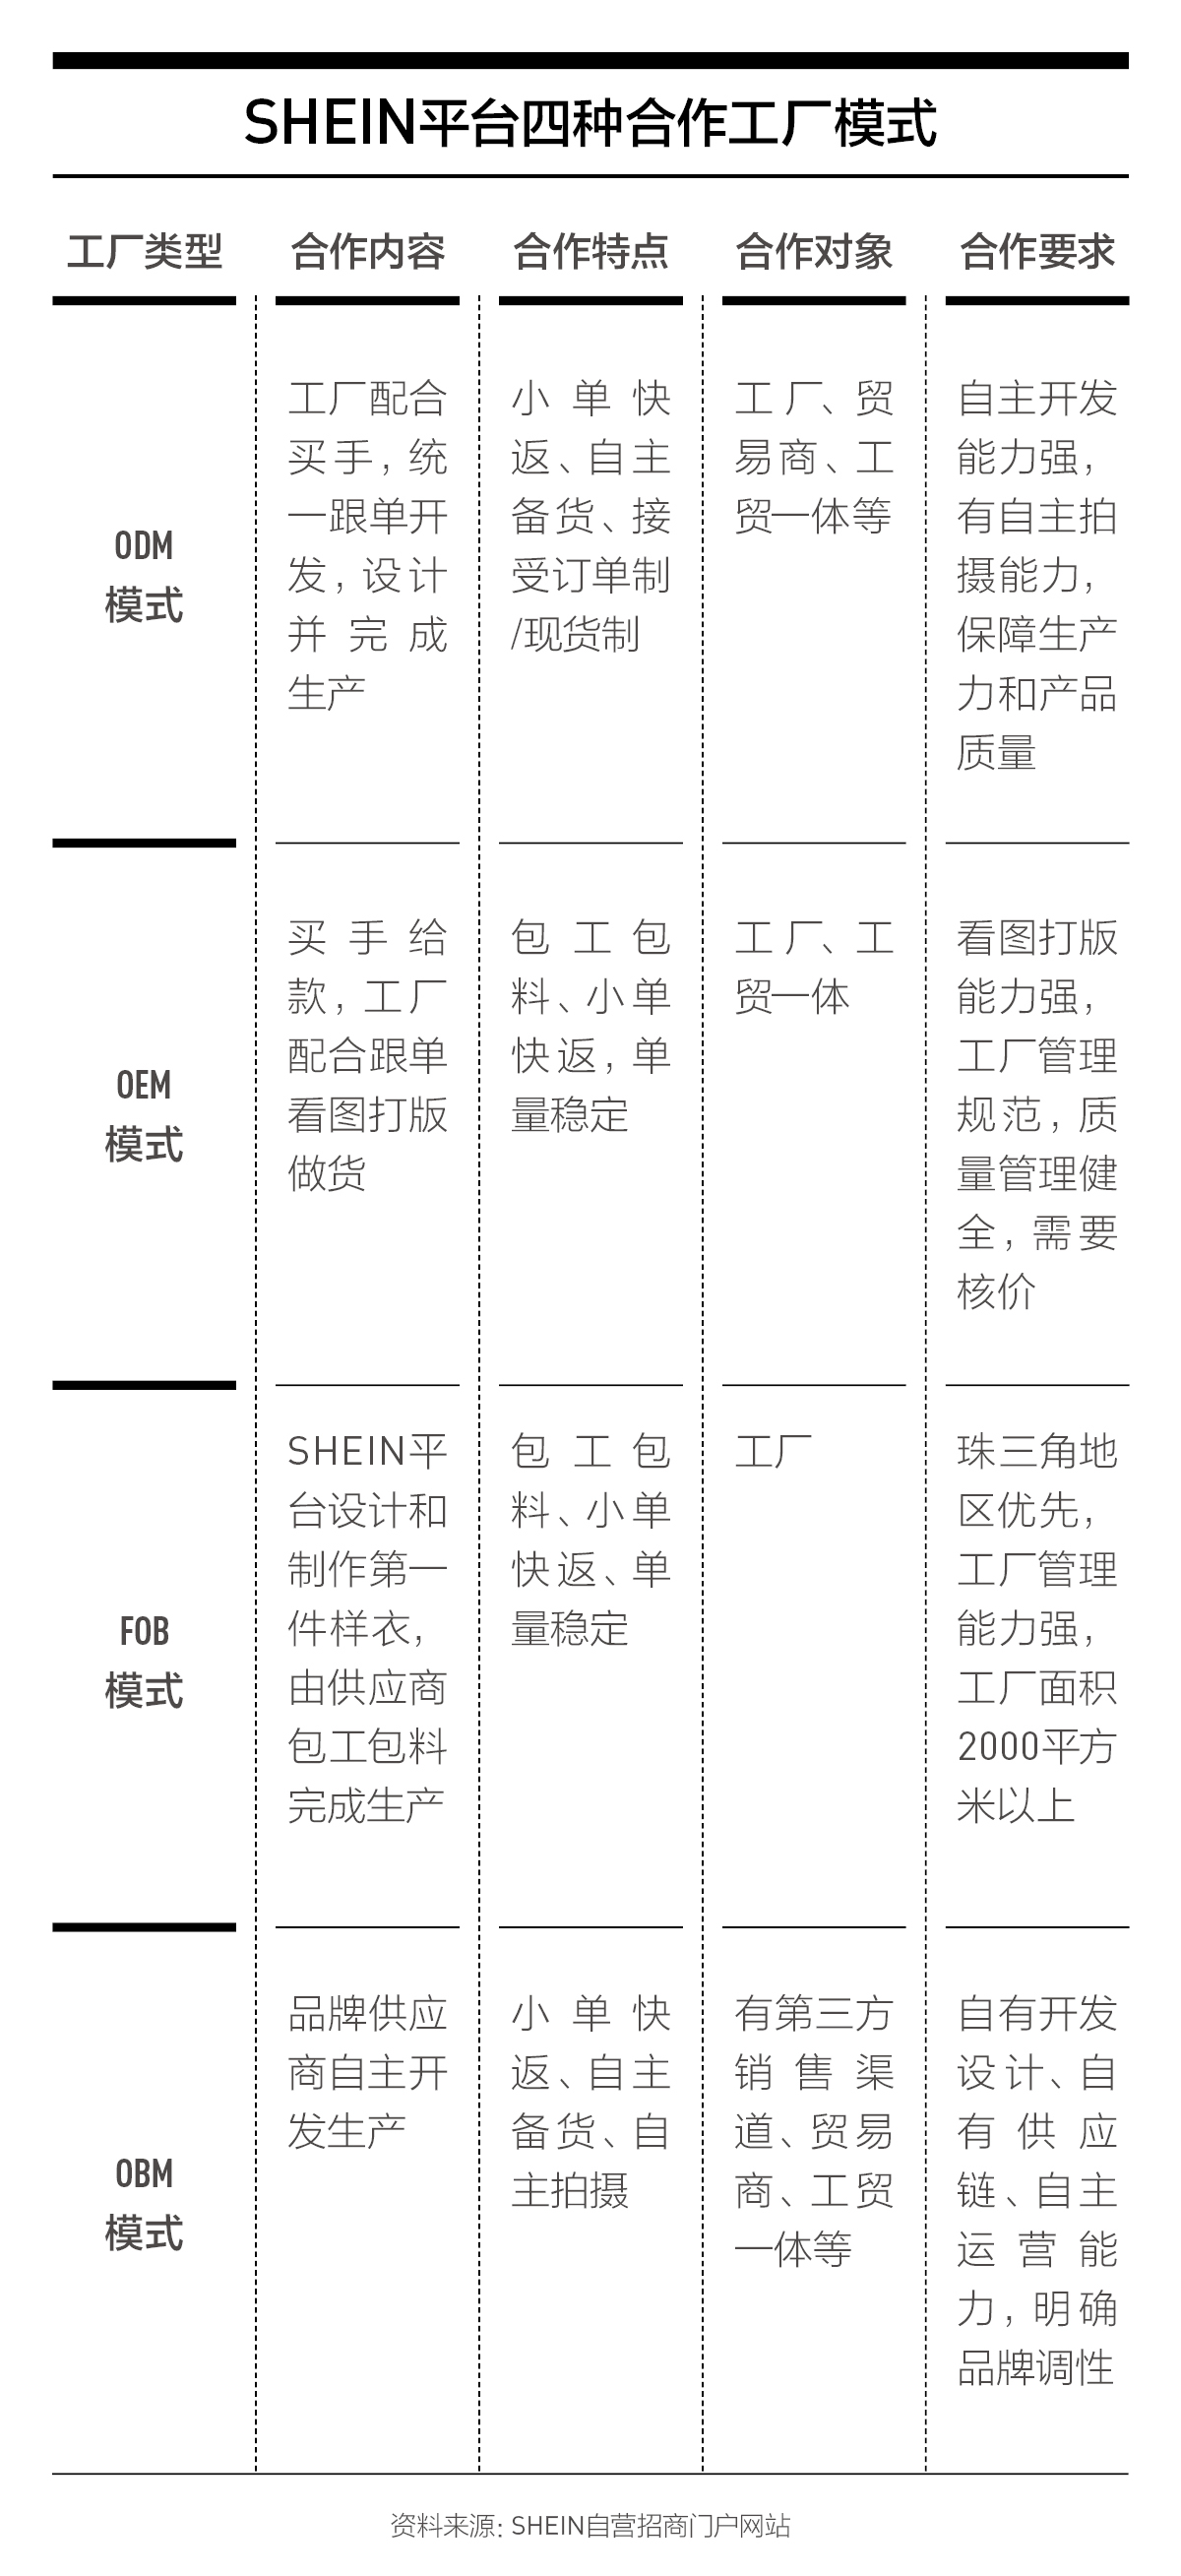 SHEIN平台四种合作工厂模式
工厂类型
合作内容
合作特点
合作对象
合作要求
ODM
模式
工厂配合
买手，统
一跟单开
发，设计
并完成
生产
小单快
返、自主
备货、接
受订单制
/现货制
工厂、贸
易商、工
贸一体等
自主开发
能力强，
有自主拍
摄能力，
保障生产
力和产品
质量
OEM
模式
买手给
款，工厂
配合跟单
看图打版
做货
包工包
料、小单
快返，单
量稳定
工厂、工
贸一体
看图打版
能力强，
工厂管理
规范，质
量管理健
全，需要
核价
FOB
模式
SHEIN平
台设计和
制作第一
件样衣，
由供应商
包工包料
完成生产
包工包
料、小单
快返、单
量稳定
工厂
珠三角地
区优先，
工厂管理
能力强，
工厂面积
2000平方
米以上
OBM
模式
品牌供应
商自主开
发生产
小单快
返、自主
备货、自
主拍摄
有第三方
销售渠
道、贸易
商、工贸
一体等
自有开发
设计、自
有供应
链、自主
运营能
力，明确
品牌调性
资料来源：SHEIN自营招商门户网站